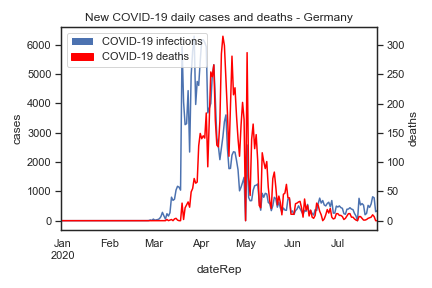 New COVID-19 daily cases and deaths - Germany
COVID-19 infections
COVID-19 deaths
6000
5000
4000
3000
2000
1000
0
cases
300
250
200
150
100
50
0
deaths
Jan Feb Mar Apr May Jun Jul
2020
dateRep